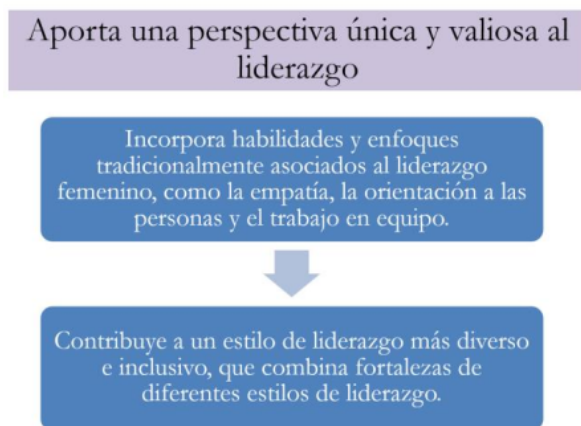 Aporta una perspectiva única y valiosa al
liderazgo
Incorpora habilidades y enfoques
tradicionalmente asociados al liderazgo
femenino, como la empatía, la orientación a las
personas y el trabajo en equipo.
Contribuye a un estilo de liderazgo más diverso
e inclusivo, que combina fortalezas de
diferentes estilos de liderazgo.